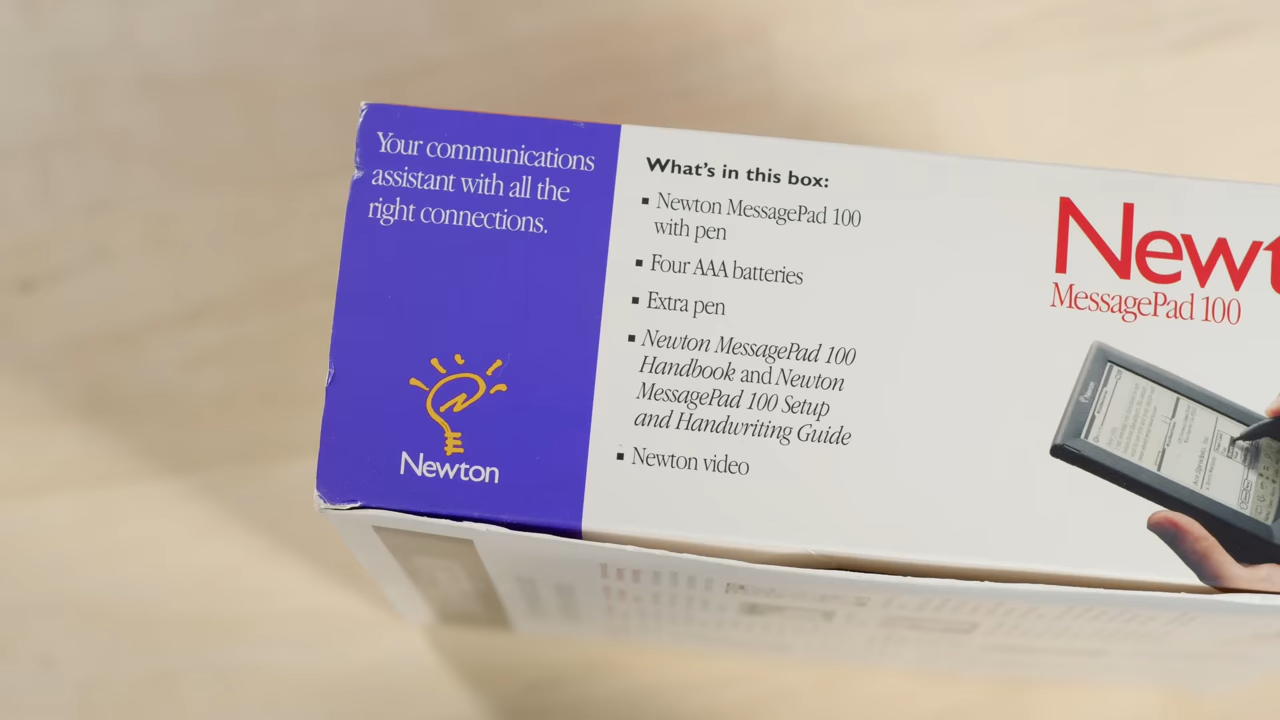 Your communications
assistant with all the
right connections.
Newton
What's in this box:
▪ Newton MessagePad 100
with pen
▪ Four AAA batteries
▪ Extra pen
▪ Newton MessagePad 100
Handbook and Newton
MessagePad 100 Setup
and Handwriting Guide
▪ Newton video
Newt
MessagePad 100